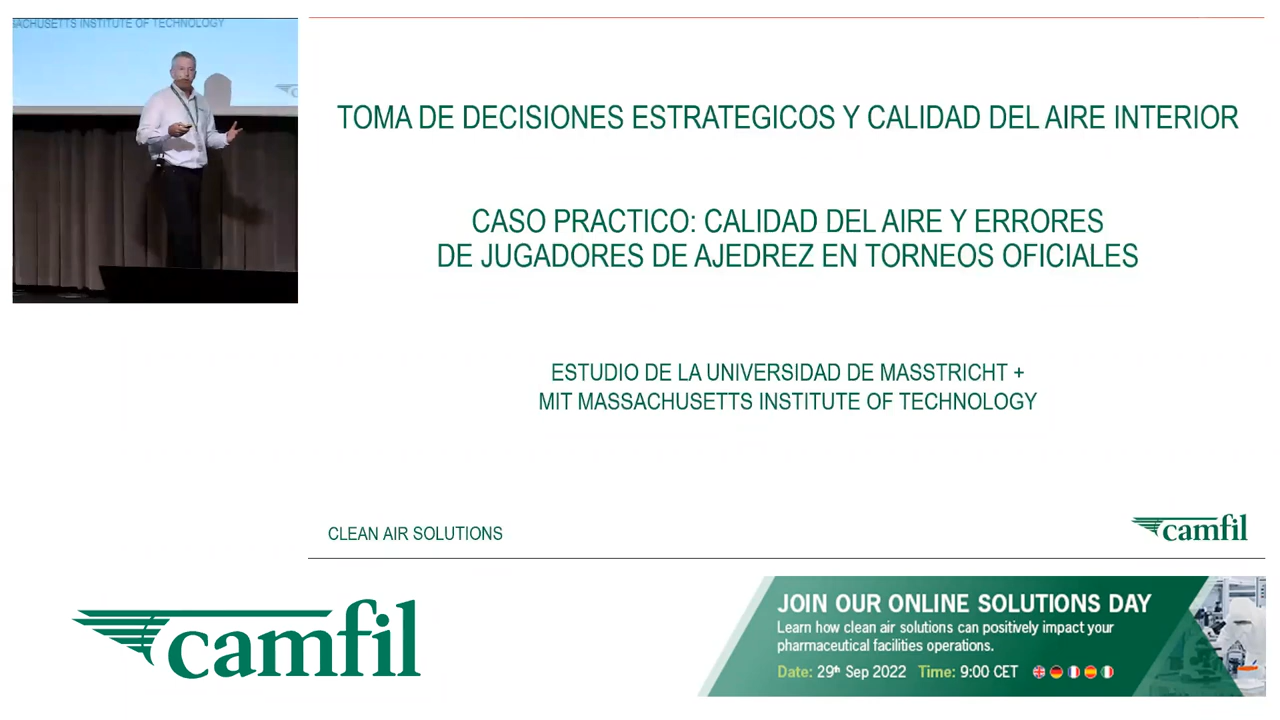 SACHUSETTS INSTITUTE OF TECHNOLOGY
TOMA DE DECISIONES ESTRATEGICOS Y CALIDAD DEL AIRE INTERIOR
CASO PRACTICO: CALIDAD DEL AIRE Y ERRORES
DE JUGADORES DE AJEDREZ EN TORNEOS OFICIALES
ESTUDIO DE LA UNIVERSIDAD DE MASSTRICHT +
MIT MASSACHUSETTS INSTITUTE OF TECHNOLOGY
CLEAN AIR SOLUTIONS
camfil
camfil
JOIN OUR ONLINE SOLUTIONS DAY
Learn how clean air solutions can positively impact your
pharmaceutical facilities operations.
Date: 29th Sep 2022 Time: 9:00 CET